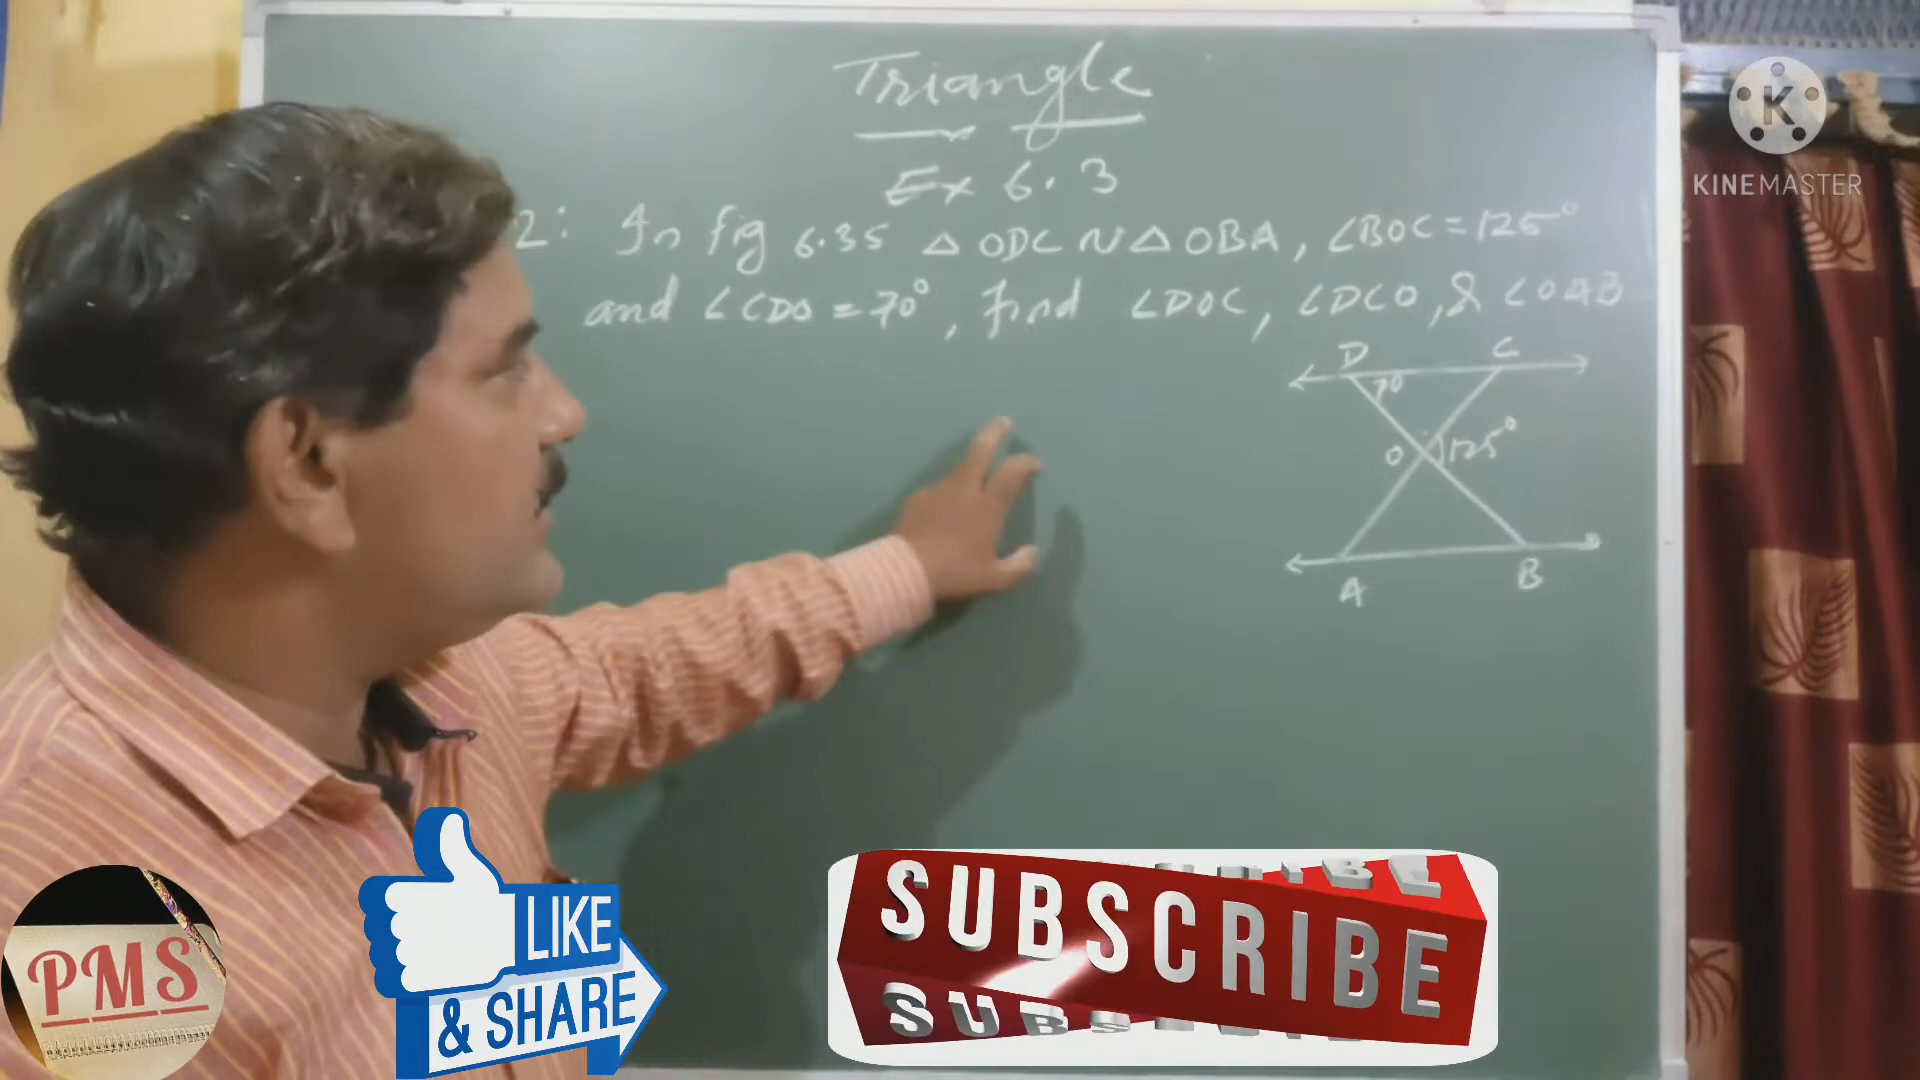 Triangle
Ex 6.3
2: In fig 6.35 △ ODC ~ △ OBA, ∠BOC = 125°
and ∠CDO = 70°, find ∠DOC, ∠DCO, & ∠OAB
D C
70
O 125°
A B
K
KINEMASTER
PMS
LIKE
& SHARE
SUBSCRIBE